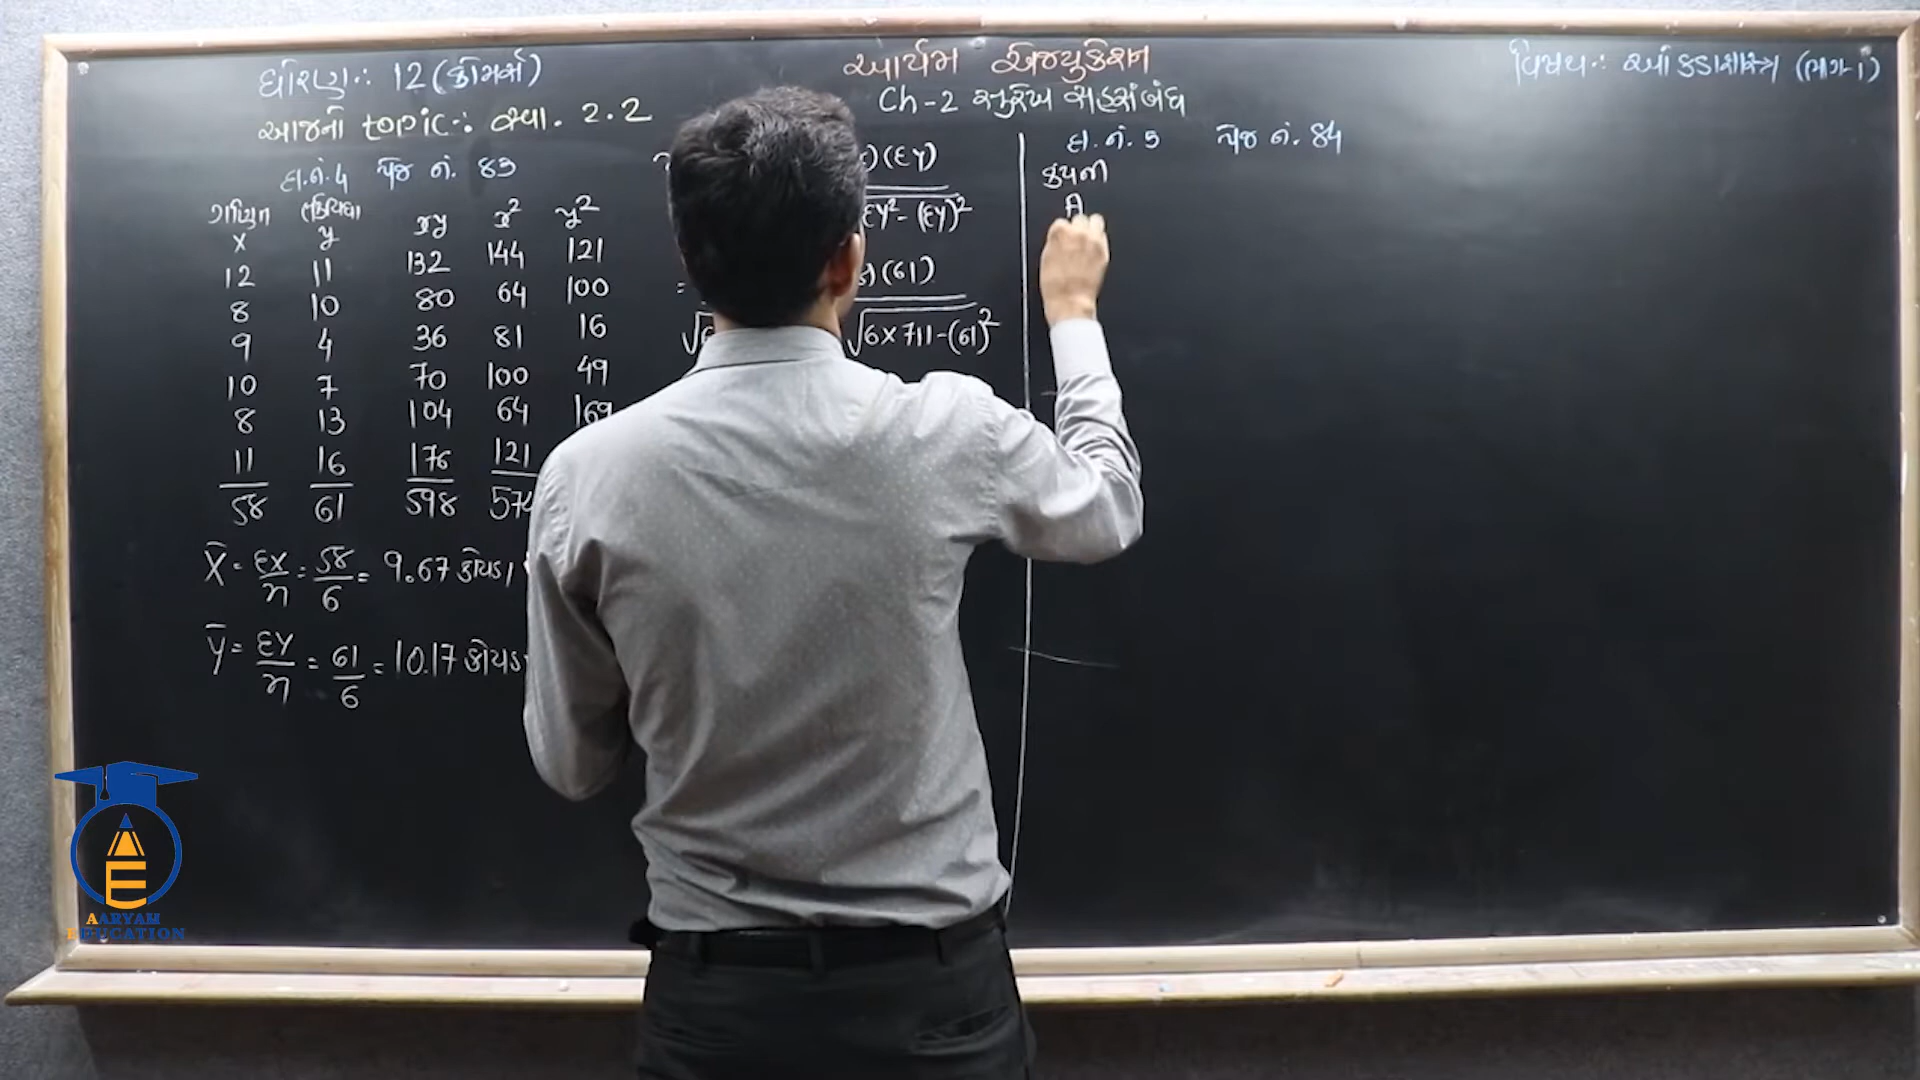 ધોરણ :- 12 (કોમર્સ)
આર્યમ એજ્યુકેશન
વિષય :- આંકડાશાસ્ત્ર (ભાગ-1)
આજનો topic :- સ્વા. 2.2
Ch-2 સુરેખ સહસંબંધ
દા.નં.4 પેજ નં. 83
x y xy x² y²
12 11 132 144 121
8 10 80 64 100
9 4 36 81 16
10 7 70 100 49
8 13 104 64 169
11 16 176 121
58 61 598 574
x̄ = Σx/n = 58/6 = 9.67 કોયડા
ȳ = Σy/n = 61/6 = 10.17 કોયડ
)(Σy)
Σy² - (Σy)²
= )(61)
√6 √6×711-(61)²
દા.નં. 5 પેજ નં. 84
કંપની
A
AARYAM
EDUCATION